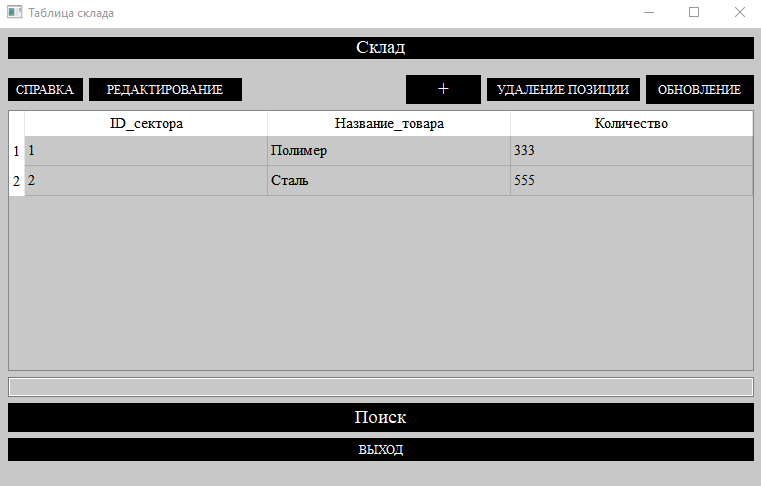 Таблица склада
Склад
СПРАВКА РЕДАКТИРОВАНИЕ + УДАЛЕНИЕ ПОЗИЦИИ ОБНОВЛЕНИЕ
ID_сектора Название_товара Количество
1 1 Полимер 333
2 2 Сталь 555
Поиск
ВЫХОД